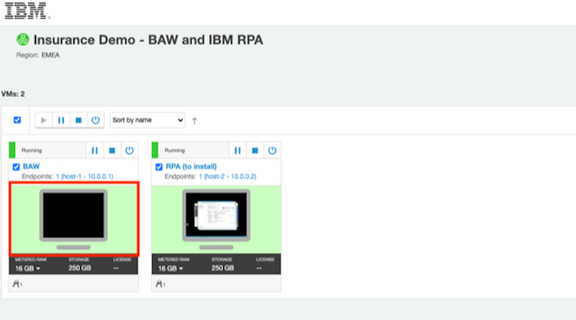 IBM.
Insurance Demo - BAW and IBM RPA
Region: EMEA
VMs: 2
Sort by name
Running
BAW
Endpoints: 1 (host-1 - 10.0.0.1)
METERED RAM STORAGE LICENSE
16 GB 250 GB --
1
Running
RPA (to install)
Endpoints: 1 (host-2 - 10.0.0.2)
METERED RAM STORAGE LICENSE
16 GB 250 GB --
1